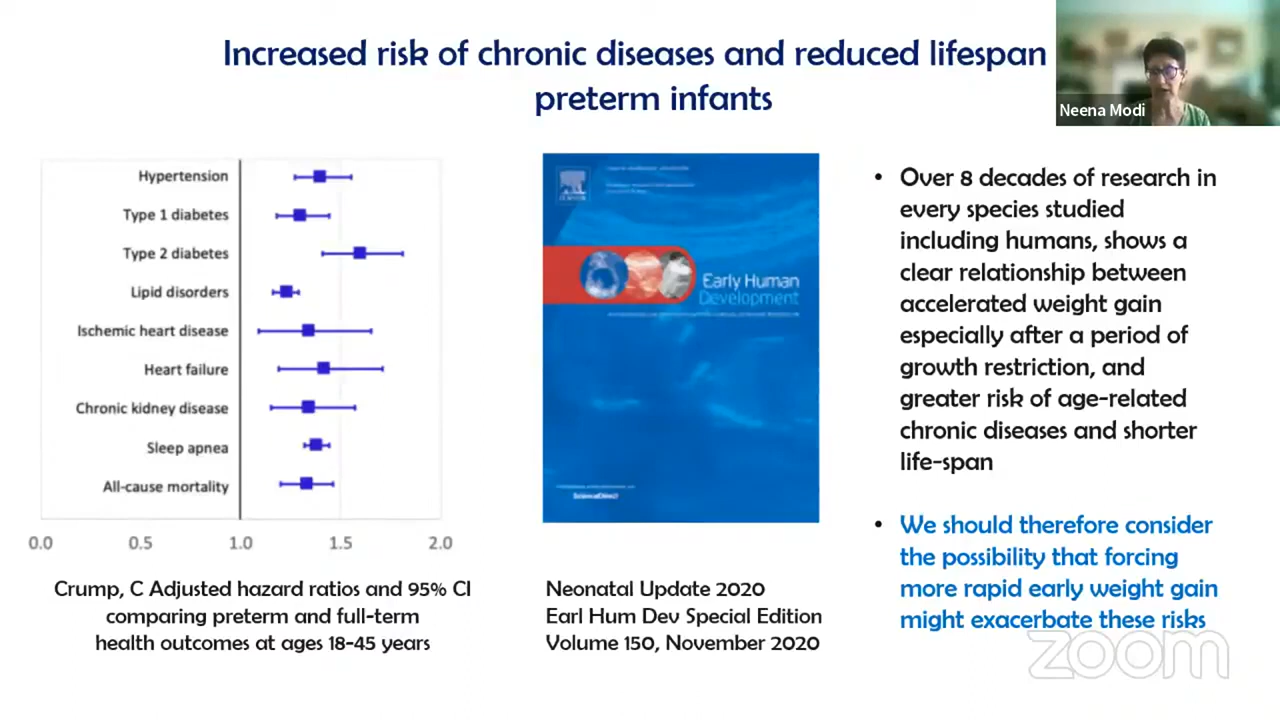 Increased risk of chronic diseases and reduced lifespan
preterm infants
Neena Modi
Hypertension
Type 1 diabetes
Type 2 diabetes
Lipid disorders
Ischemic heart disease
Heart failure
Chronic kidney disease
Sleep apnea
All-cause mortality
0.0 0.5 1.0 1.5 2.0
Crump, C Adjusted hazard ratios and 95% CI
comparing preterm and full-term
health outcomes at ages 18-45 years
Early Human
Development
ScienceDirect
Neonatal Update 2020
Earl Hum Dev Special Edition
Volume 150, November 2020
• Over 8 decades of research in
every species studied
including humans, shows a
clear relationship between
accelerated weight gain
especially after a period of
growth restriction, and
greater risk of age-related
chronic diseases and shorter
life-span
• We should therefore consider
the possibility that forcing
more rapid early weight gain
might exacerbate these risks
zoom